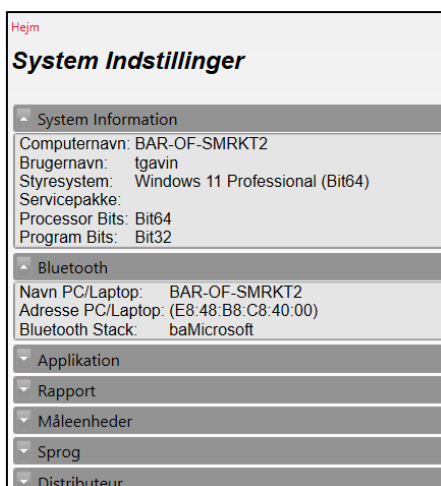 Hejm
System Indstillinger
System Information
Computernavn: BAR-OF-SMRKT2
Brugernavn: tgavin
Styresystem: Windows 11 Professional (Bit64)
Servicepakke:
Processor Bits: Bit64
Program Bits: Bit32
Bluetooth
Navn PC/Laptop: BAR-OF-SMRKT2
Adresse PC/Laptop: (E8:48:B8:C8:40:00)
Bluetooth Stack: baMicrosoft
Applikation
Rapport
Måleenheder
Sprog
Distributeur